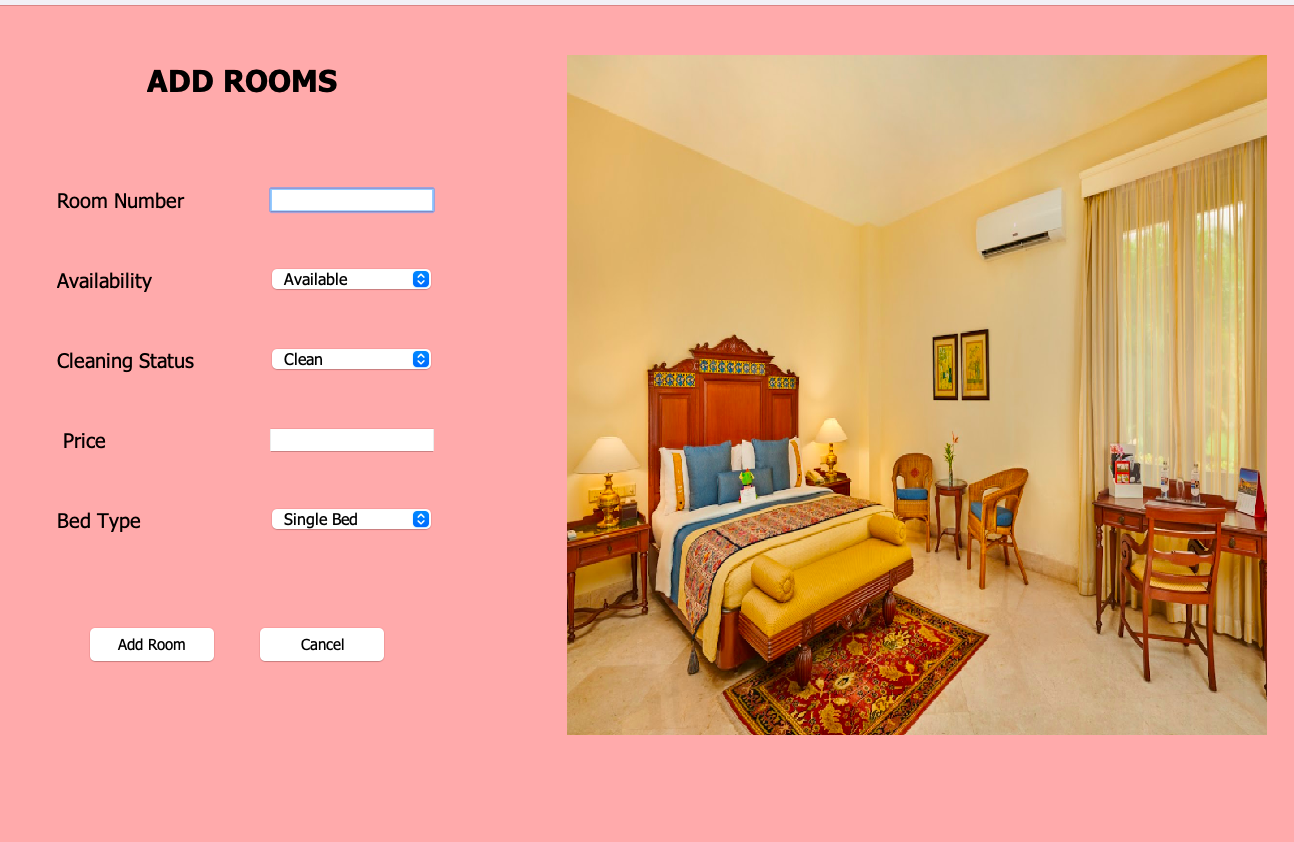 ADD ROOMS
Room Number
Availability Available
Cleaning Status Clean
Price
Bed Type Single Bed
Add Room Cancel